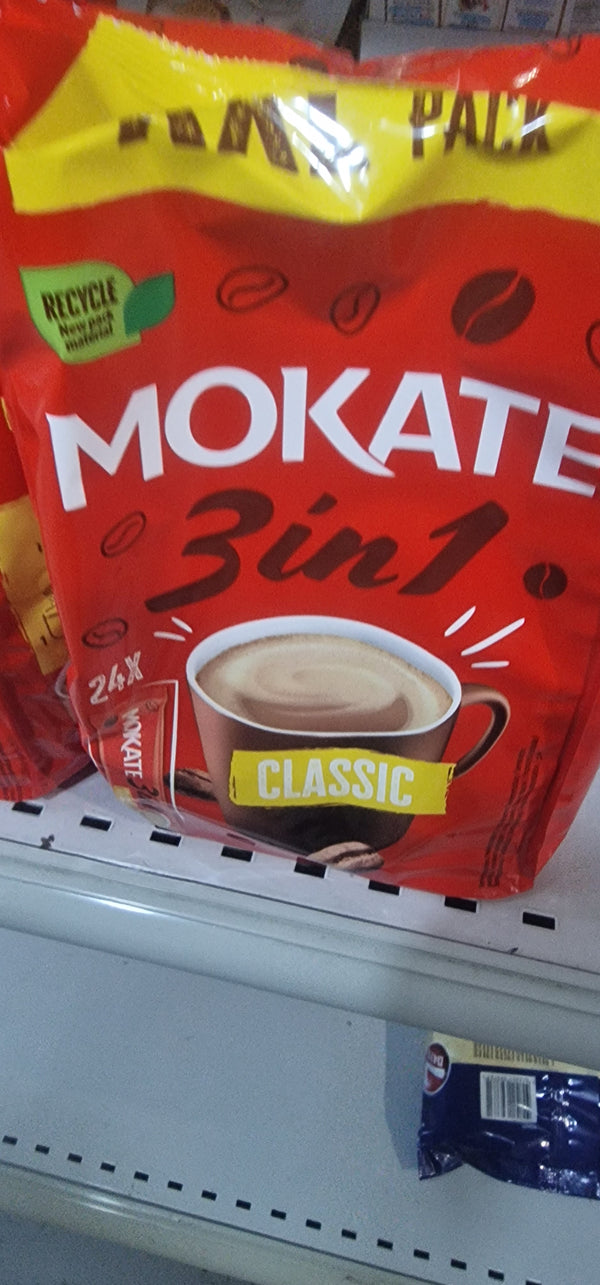 PACK
RECYCLE
New pack
material
MOKATE
3in1
24X
MOKATE
CLASSIC